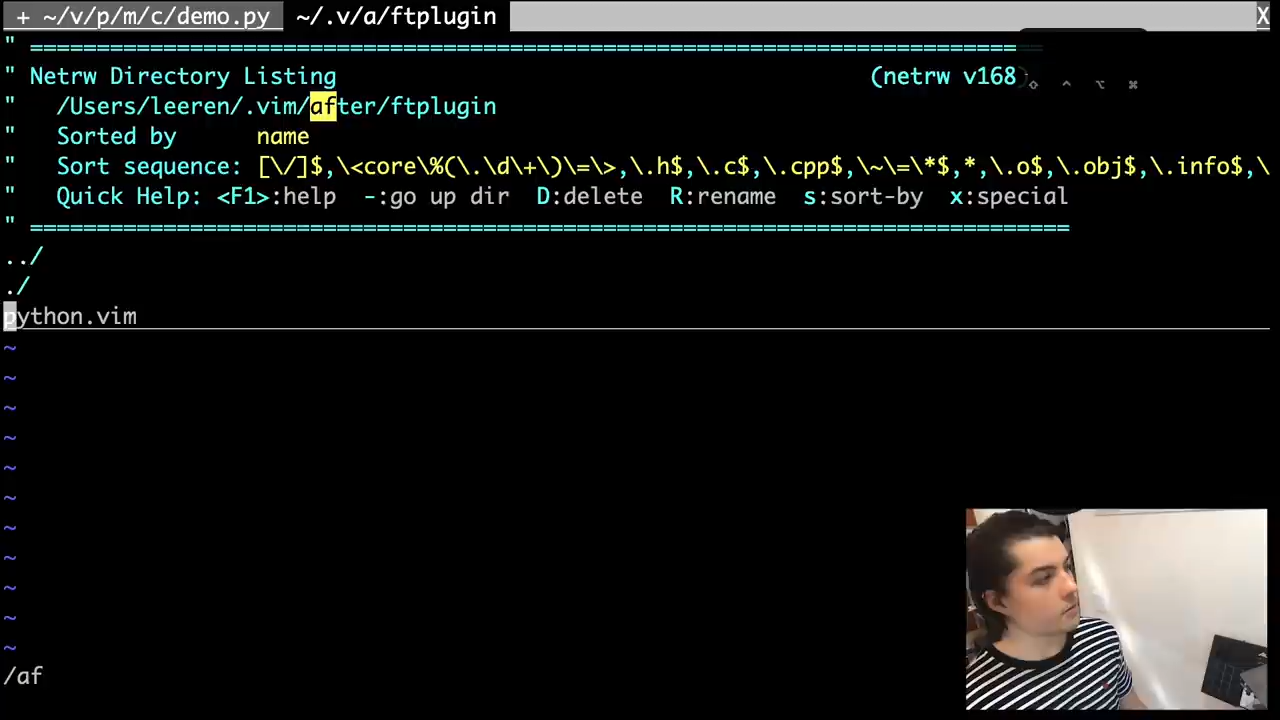 + ~/v/p/m/c/demo.py  ~/.v/a/ftplugin X
" ==============================================================================
" Netrw Directory Listing (netrw v168
"   /Users/leeren/.vim/after/ftplugin
"   Sorted by      name
"   Sort sequence: [\/]$,\<core\%(\.\d\+\)\=\>,\.h$,\.c$,\.cpp$,\~\=\*$,*,\.o$,\.obj$,\.info$,\
"   Quick Help: <F1>:help  -:go up dir  D:delete  R:rename  s:sort-by  x:special
" ==============================================================================
../
./
python.vim
~
~
~
~
~
~
~
~
~
~
~
/af